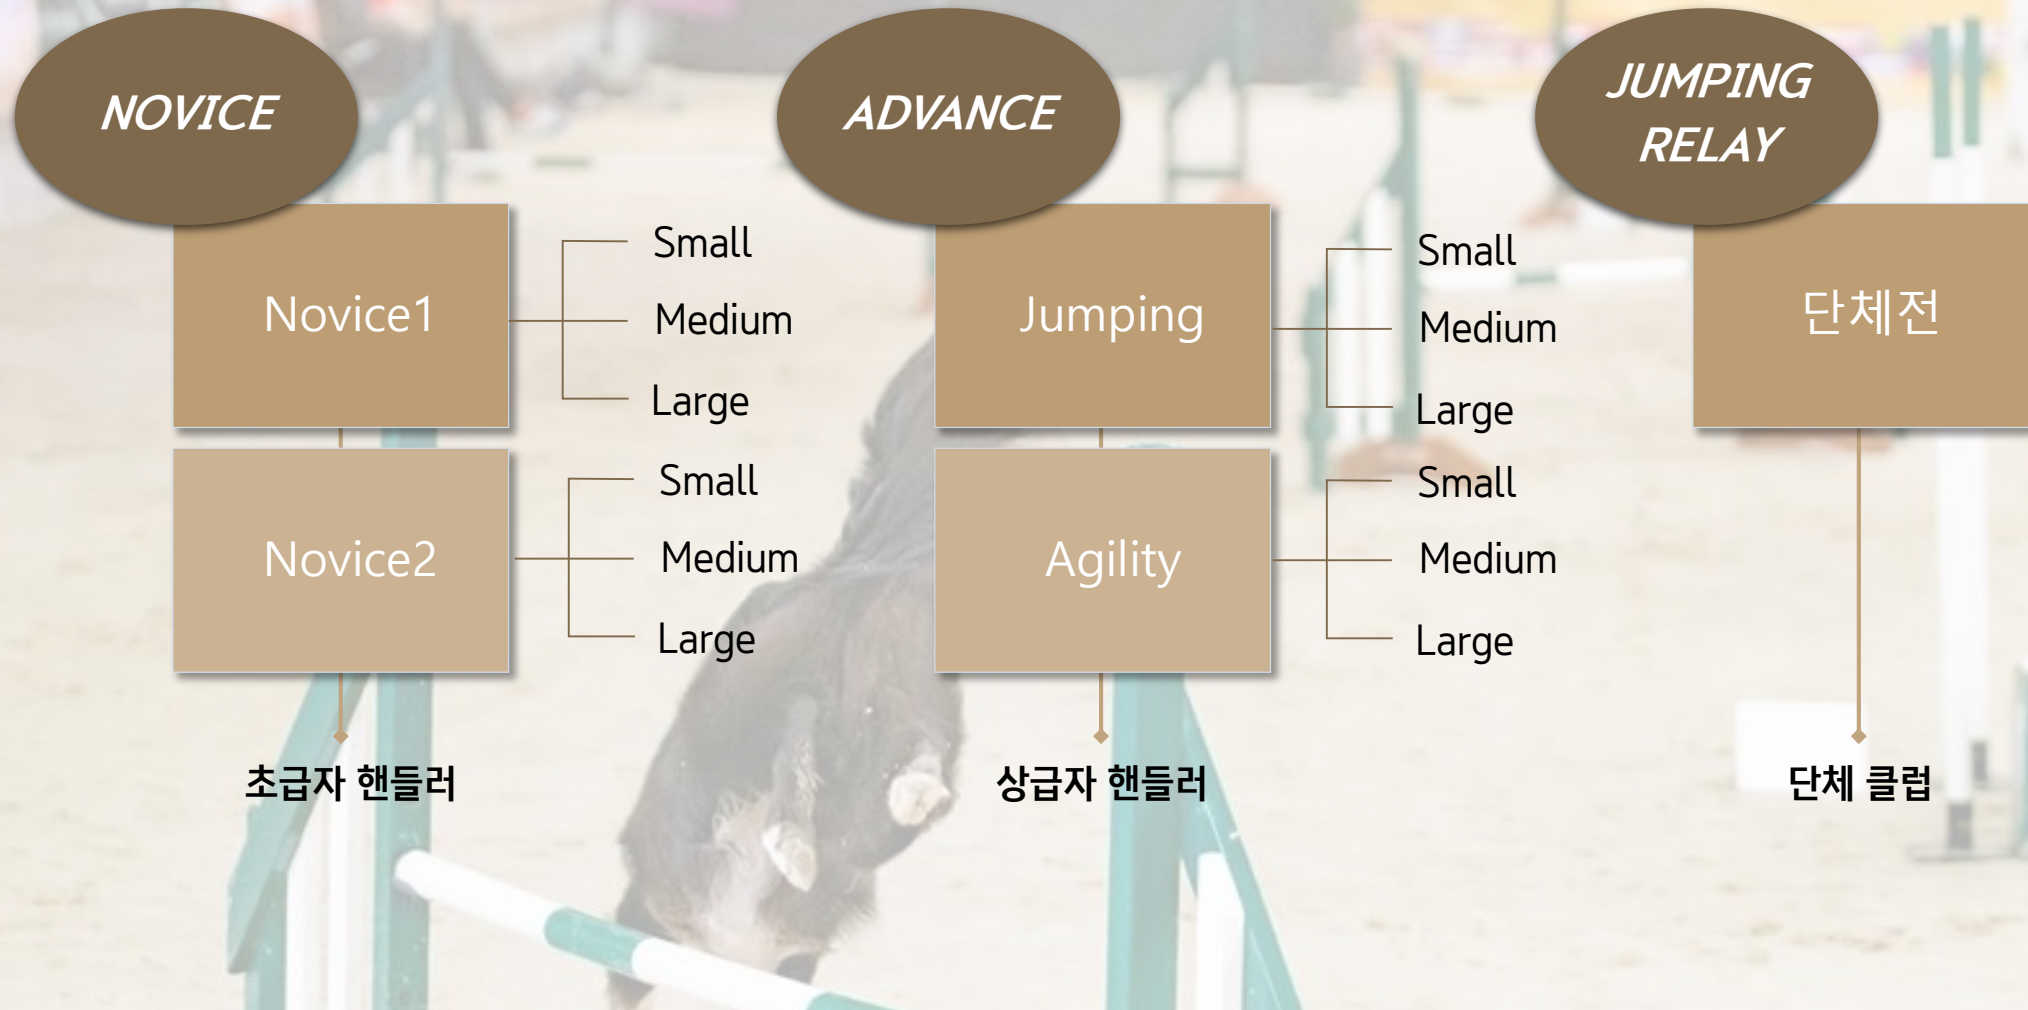 NOVICE
Novice1
Small
Medium
Large
Novice2
Small
Medium
Large
초급자 핸들러
ADVANCE
Jumping
Small
Medium
Large
Agility
Small
Medium
Large
상급자 핸들러
JUMPING
RELAY
단체전
단체 클럽